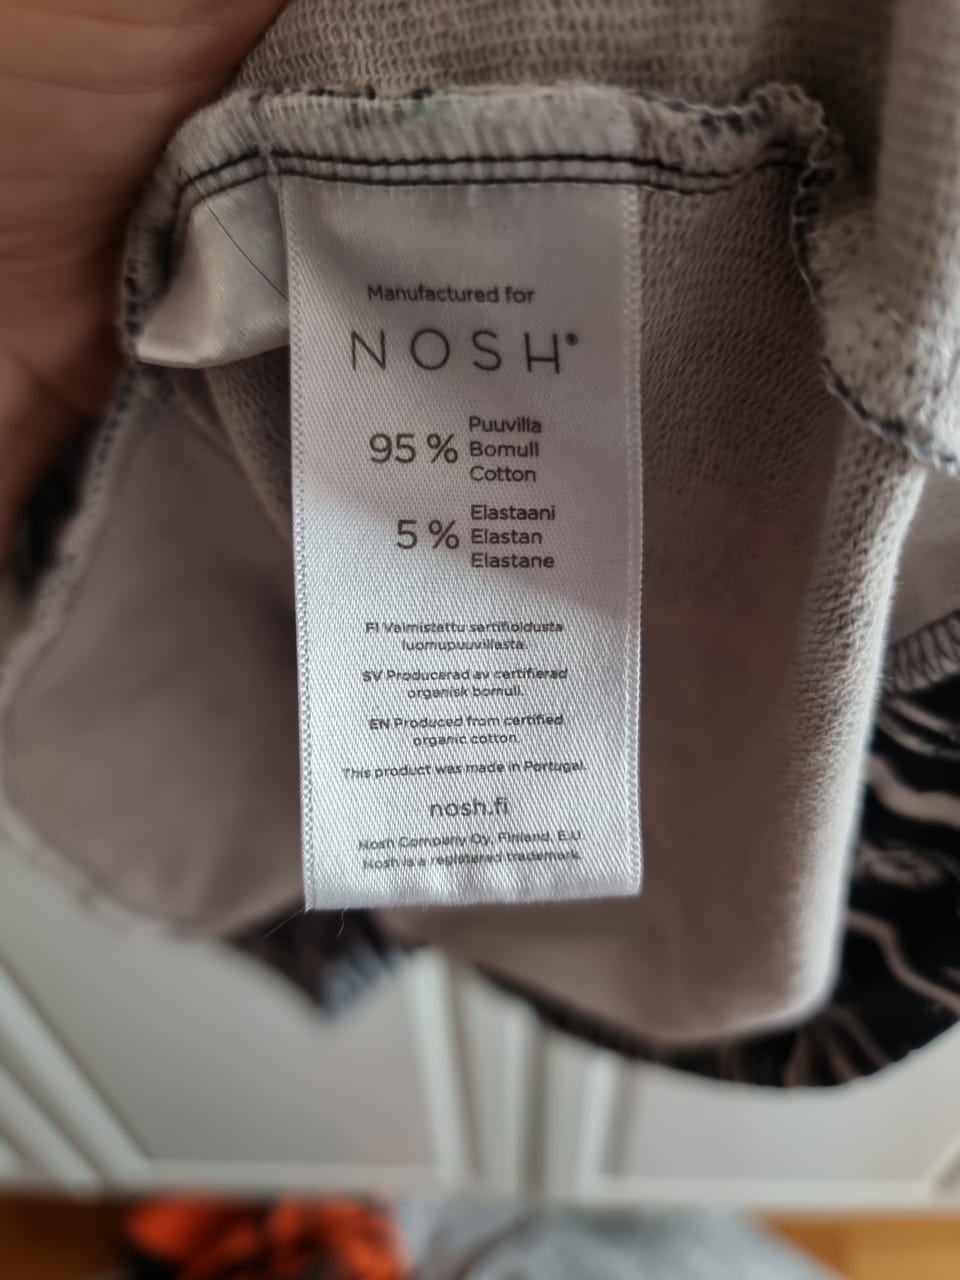 Manufactured for
NOSH®
95 % Puuvilla
Bomull
Cotton
5 % Elastaani
Elastan
Elastane
FI Valmistettu sertifioidusta
luomupuuvillasta.
SV Producerad av certifierad
organisk bomull.
EN Produced from certified
organic cotton.
This product was made in Portugal.
nosh.fi
Nosh Company Oy, Finland, E.U
Nosh is a registered trademark.